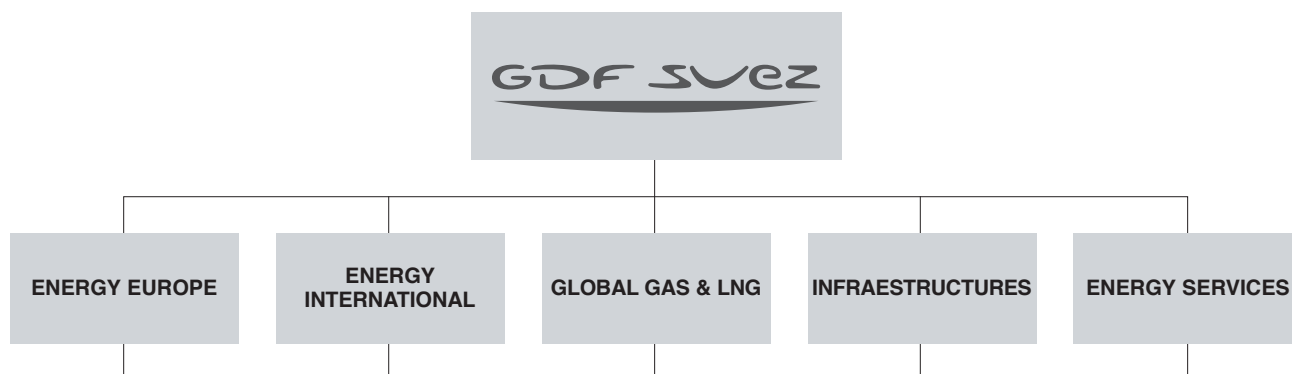 GDF SUEZ
ENERGY EUROPE
ENERGY
INTERNATIONAL
GLOBAL GAS & LNG
INFRAESTRUCTURES
ENERGY SERVICES